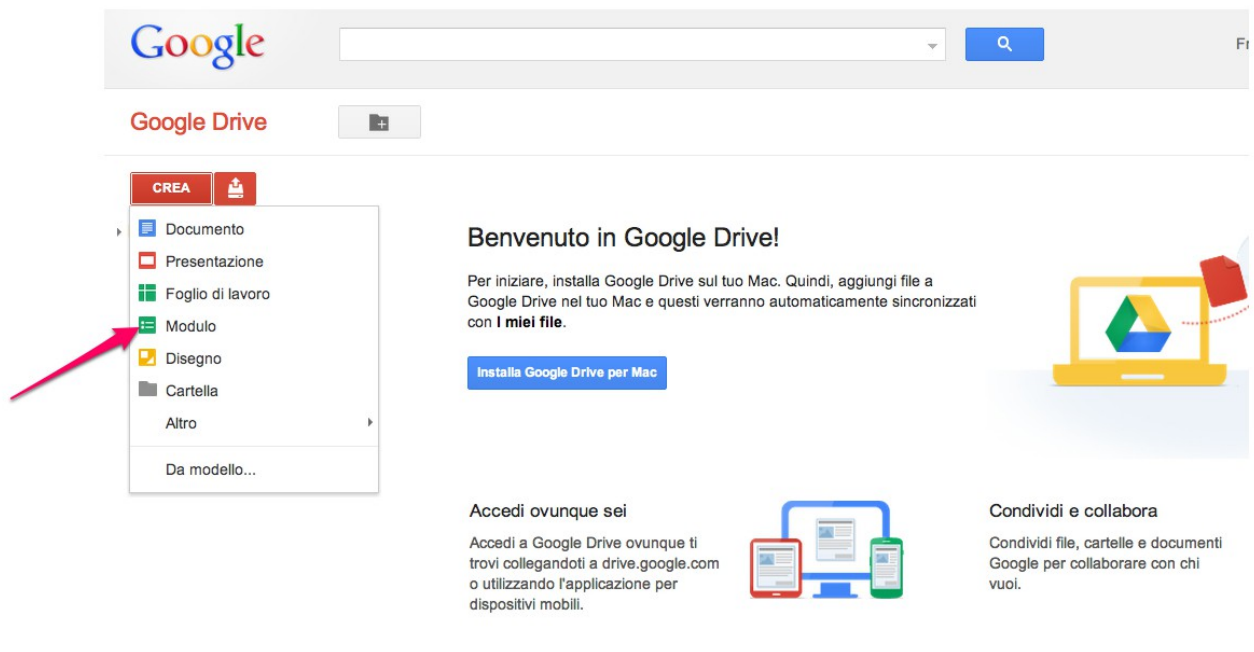 Google
Fr
Google Drive
CREA
Documento
Presentazione
Foglio di lavoro
Modulo
Disegno
Cartella
Altro
Da modello...
Benvenuto in Google Drive!
Per iniziare, installa Google Drive sul tuo Mac. Quindi, aggiungi file a
Google Drive nel tuo Mac e questi verranno automaticamente sincronizzati
con I miei file.
Installa Google Drive per Mac
Accedi ovunque sei
Accedi a Google Drive ovunque ti
trovi collegandoti a drive.google.com
o utilizzando l'applicazione per
dispositivi mobili.
Condividi e collabora
Condividi file, cartelle e documenti
Google per collaborare con chi
vuoi.